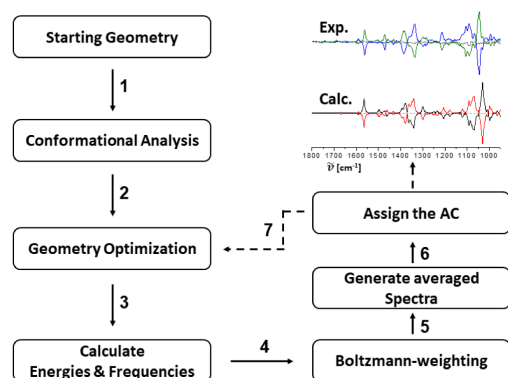 Starting Geometry
1
Conformational Analysis
2
Geometry Optimization
3
Calculate
Energies & Frequencies
4
Boltzmann-weighting
5
Generate averaged
Spectra
6
Assign the AC
7
Exp.
Calc.
1800 1700 1600 1500 1400 1300 1200 1100 1000
ṽ [cm⁻¹]